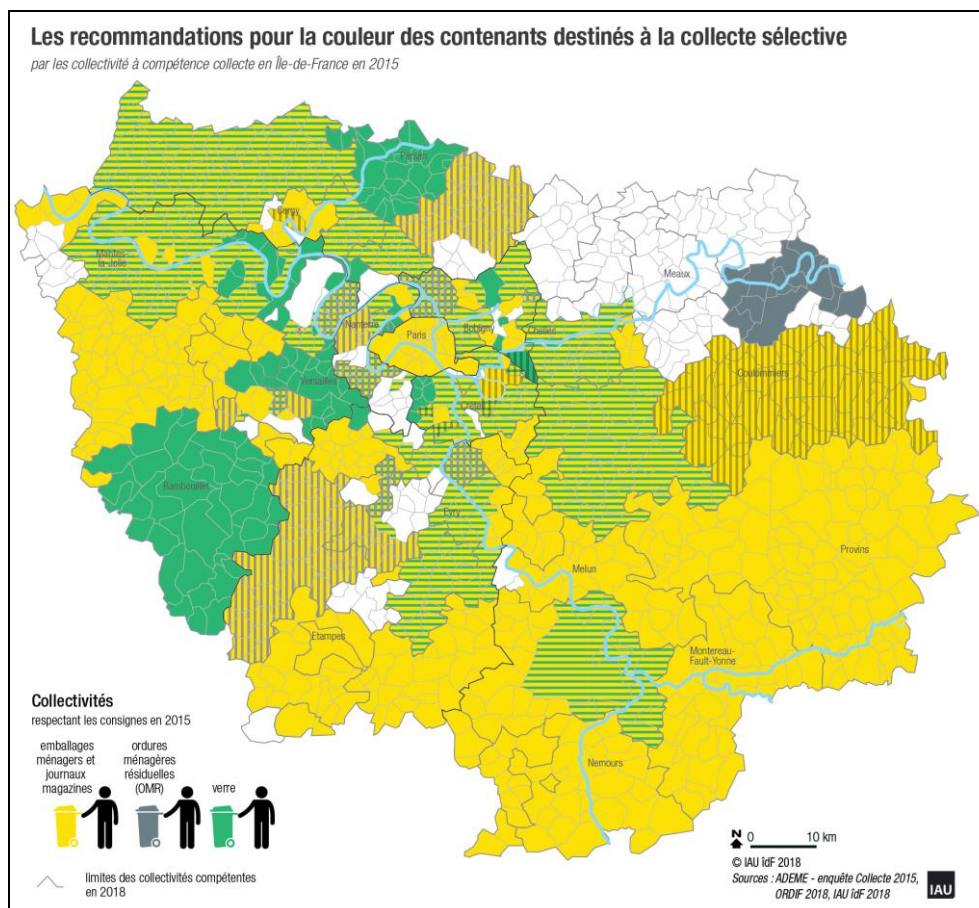 Les recommandations pour la couleur des contenants destinés à la collecte sélective
par les collectivité à compétence collecte en Île-de-France en 2015
Persan
Cergy
Mantes-
la-Jolie
Meaux
Nanterre
Bobigny
Chelles
Paris
Coulommiers
Versailles
Créteil
Rambouillet
Evry
Provins
Melun
Etampes
Montereau-
Fault-Yonne
Nemours
Collectivités
respectant les consignes en 2015
emballages
ménagers et
journaux
magazines
ordures
ménagères
résiduelles
(OMR)
verre
limites des collectivités compétentes
en 2018
N 0 10 km
© IAU îdF 2018
Sources : ADEME - enquête Collecte 2015,
ORDIF 2018, IAU îdF 2018
IAU